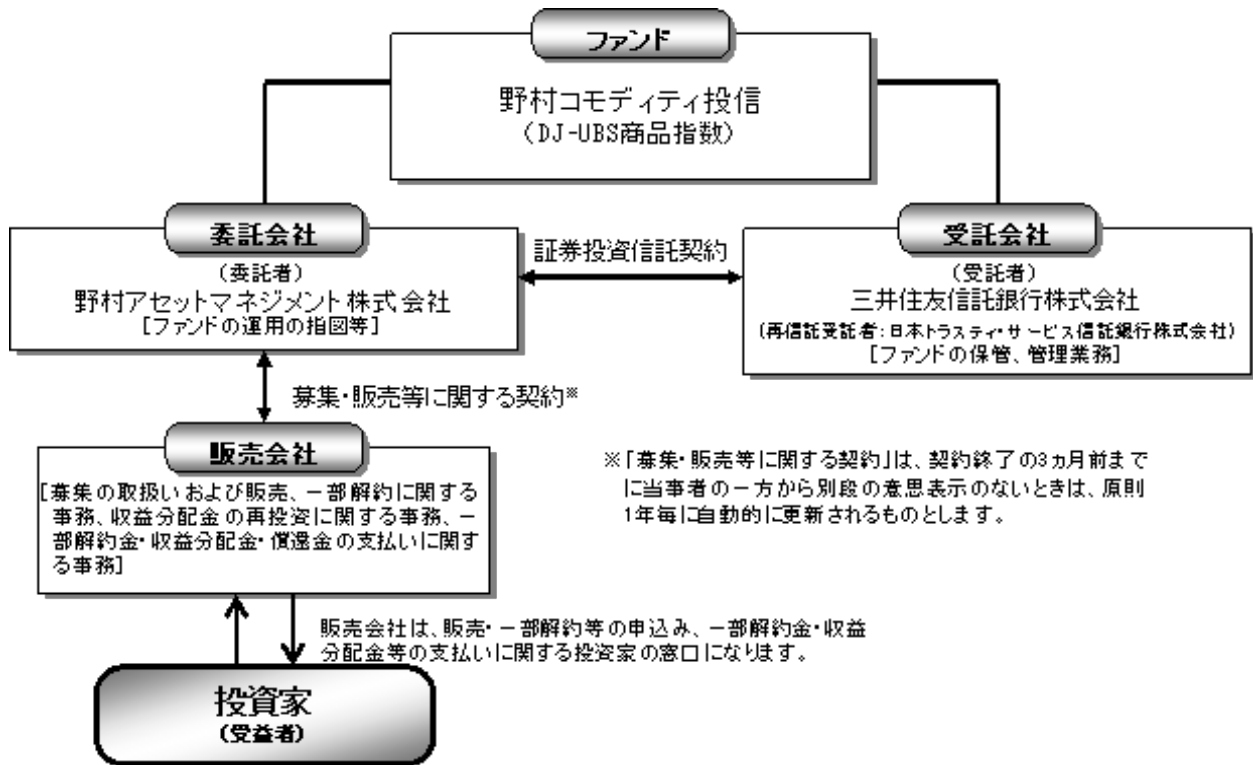 ファンド
野村コモディティ投信
(DJ-UBS商品指数)
委託会社
(委託者)
野村アセットマネジメント株式会社
[ファンドの運用の指図等]
証券投資信託契約
受託会社
(受託者)
三井住友信託銀行株式会社
(再信託受託者:日本トラスティ・サービス信託銀行株式会社)
[ファンドの保管、管理業務]
募集・販売等に関する契約※
販売会社
[募集の取扱いおよび販売、一部解約に関する
事務、収益分配金の再投資に関する事務、一
部解約金・収益分配金・償還金の支払いに関す
る事務]
※「募集・販売等に関する契約」は、契約終了の3ヵ月前まで
に当事者の一方から別段の意思表示のないときは、原則
1年毎に自動的に更新されるものとします。
販売会社は、販売・一部解約等の申込み、一部解約金・収益
分配金等の支払いに関する投資家の窓口になります。
投資家
(受益者)